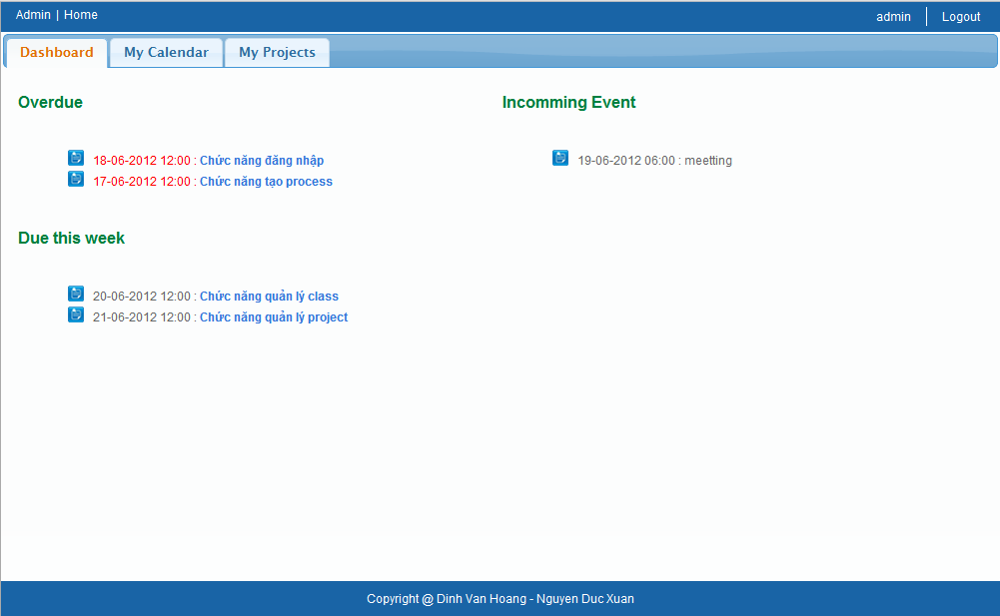 Admin | Home
admin
Logout
Dashboard
My Calendar
My Projects
Overdue
18-06-2012 12:00 : Chức năng đăng nhập
17-06-2012 12:00 : Chức năng tạo process
Incomming Event
19-06-2012 06:00 : meetting
Due this week
20-06-2012 12:00 : Chức năng quản lý class
21-06-2012 12:00 : Chức năng quản lý project
Copyright @ Dinh Van Hoang - Nguyen Duc Xuan